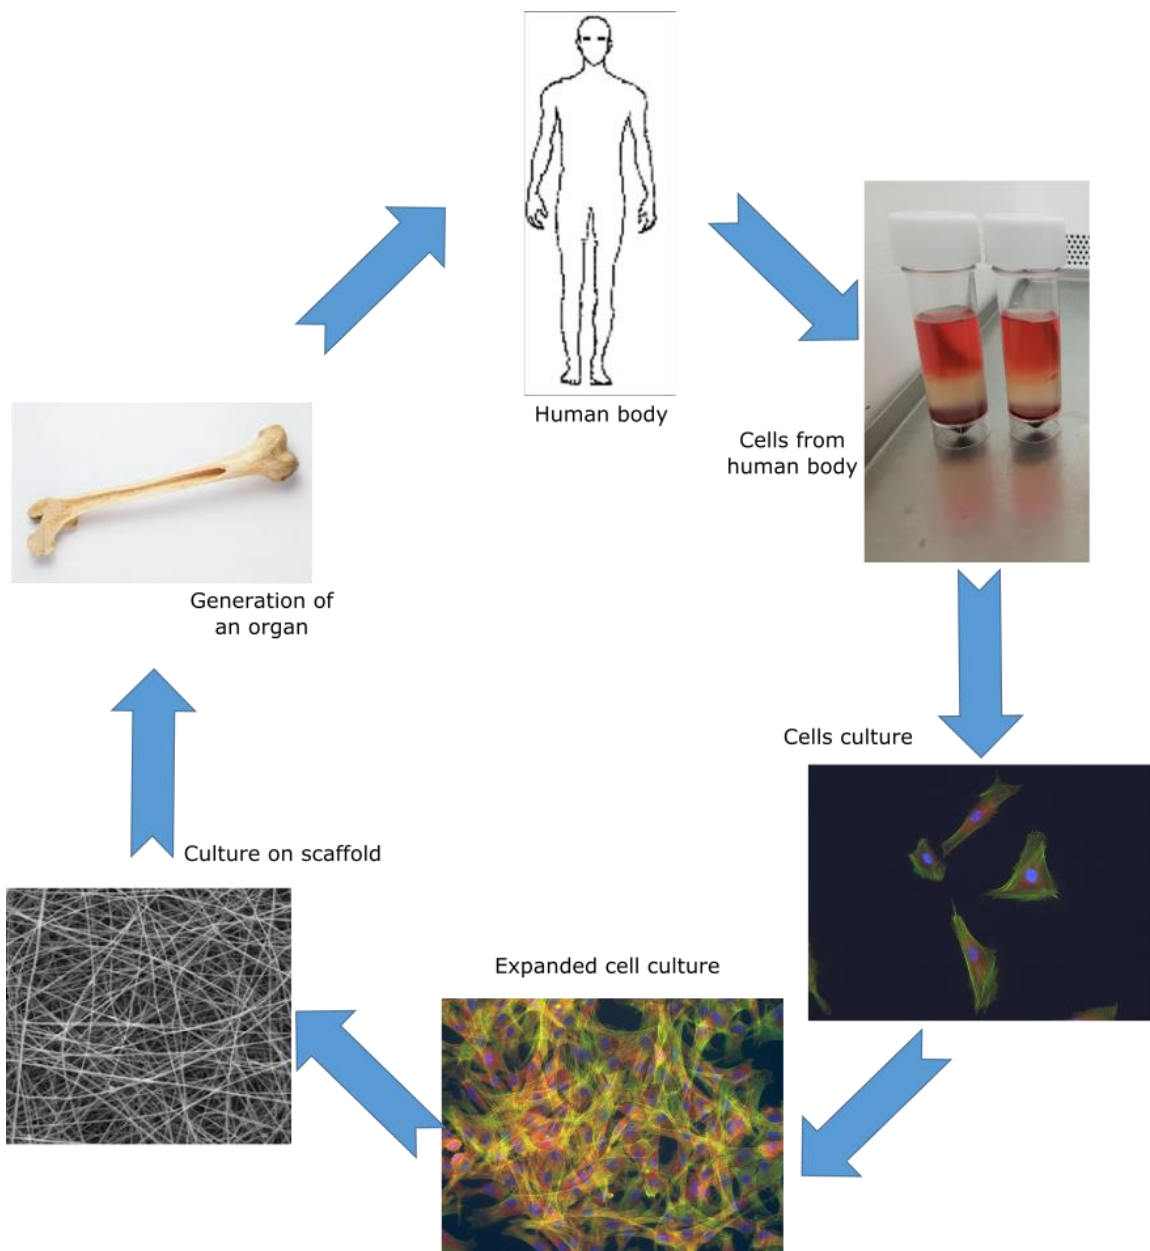 Human body
Cells from
human body
Cells culture
Expanded cell culture
Culture on scaffold
Generation of
an organ